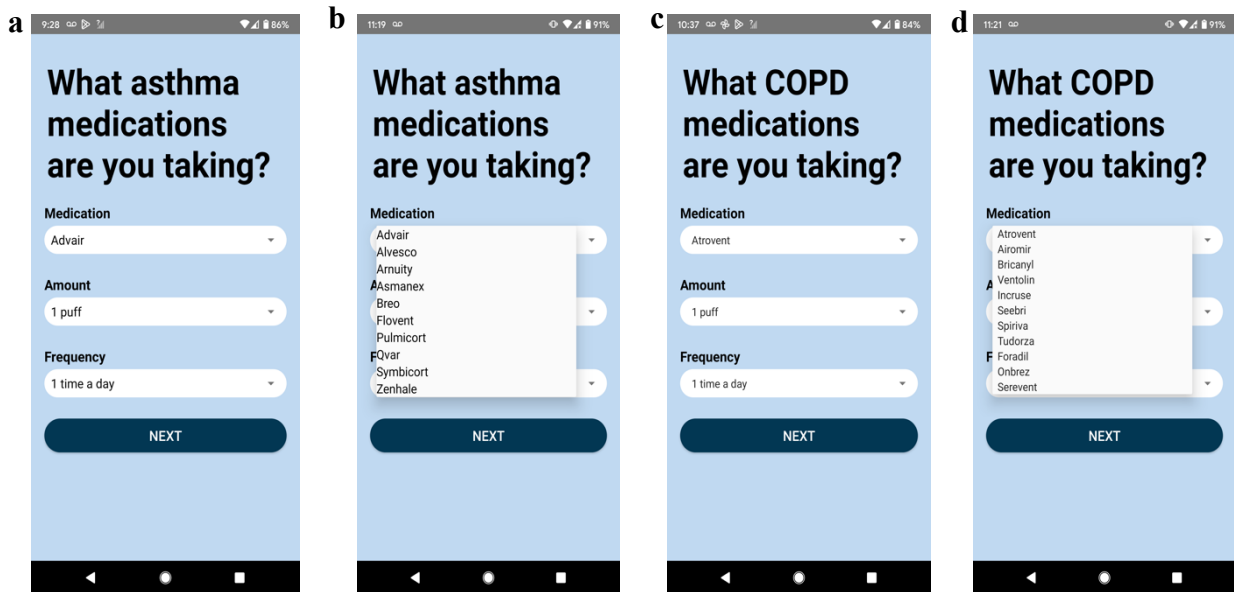 a
9:28
86%
What asthma
medications
are you taking?
Medication
Advair
Amount
1 puff
Frequency
1 time a day
NEXT
b
11:19
91%
What asthma
medications
are you taking?
Medication
Advair
Alvesco
Arnuity
A
Asmanex
Breo
Flovent
Pulmicort
F
Qvar
Symbicort
Zenhale
NEXT
c
10:37
84%
What COPD
medications
are you taking?
Medication
Atrovent
Amount
1 puff
Frequency
1 time a day
NEXT
d
11:21
91%
What COPD
medications
are you taking?
Medication
Atrovent
Airomir
Bricanyl
A
Ventolin
Incruse
Seebri
Spiriva
Tudorza
F
Foradil
Onbrez
Serevent
NEXT